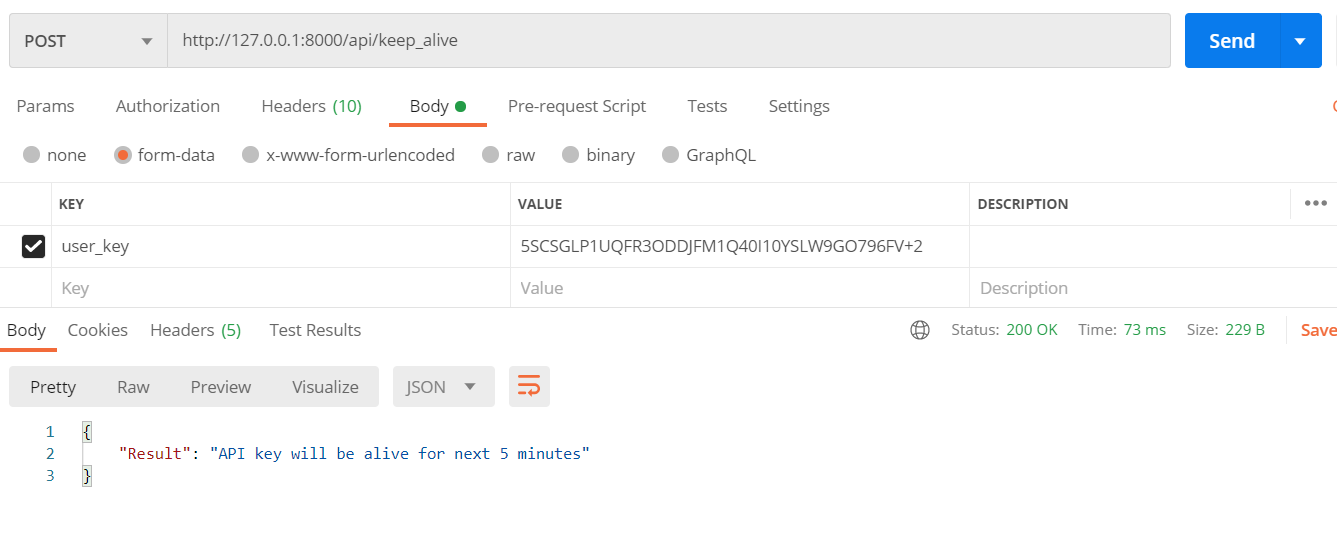 POST http://127.0.0.1:8000/api/keep_alive Send
Params Authorization Headers (10) Body Pre-request Script Tests Settings
none form-data x-www-form-urlencoded raw binary GraphQL
KEY VALUE DESCRIPTION
user_key 5SCSGLP1UQFR3ODDJFM1Q40I10YSLW9GO796FV+2
Key Value Description
Body Cookies Headers (5) Test Results Status: 200 OK Time: 73 ms Size: 229 B Save
Pretty Raw Preview Visualize JSON
1 {
2 "Result": "API key will be alive for next 5 minutes"
3 }